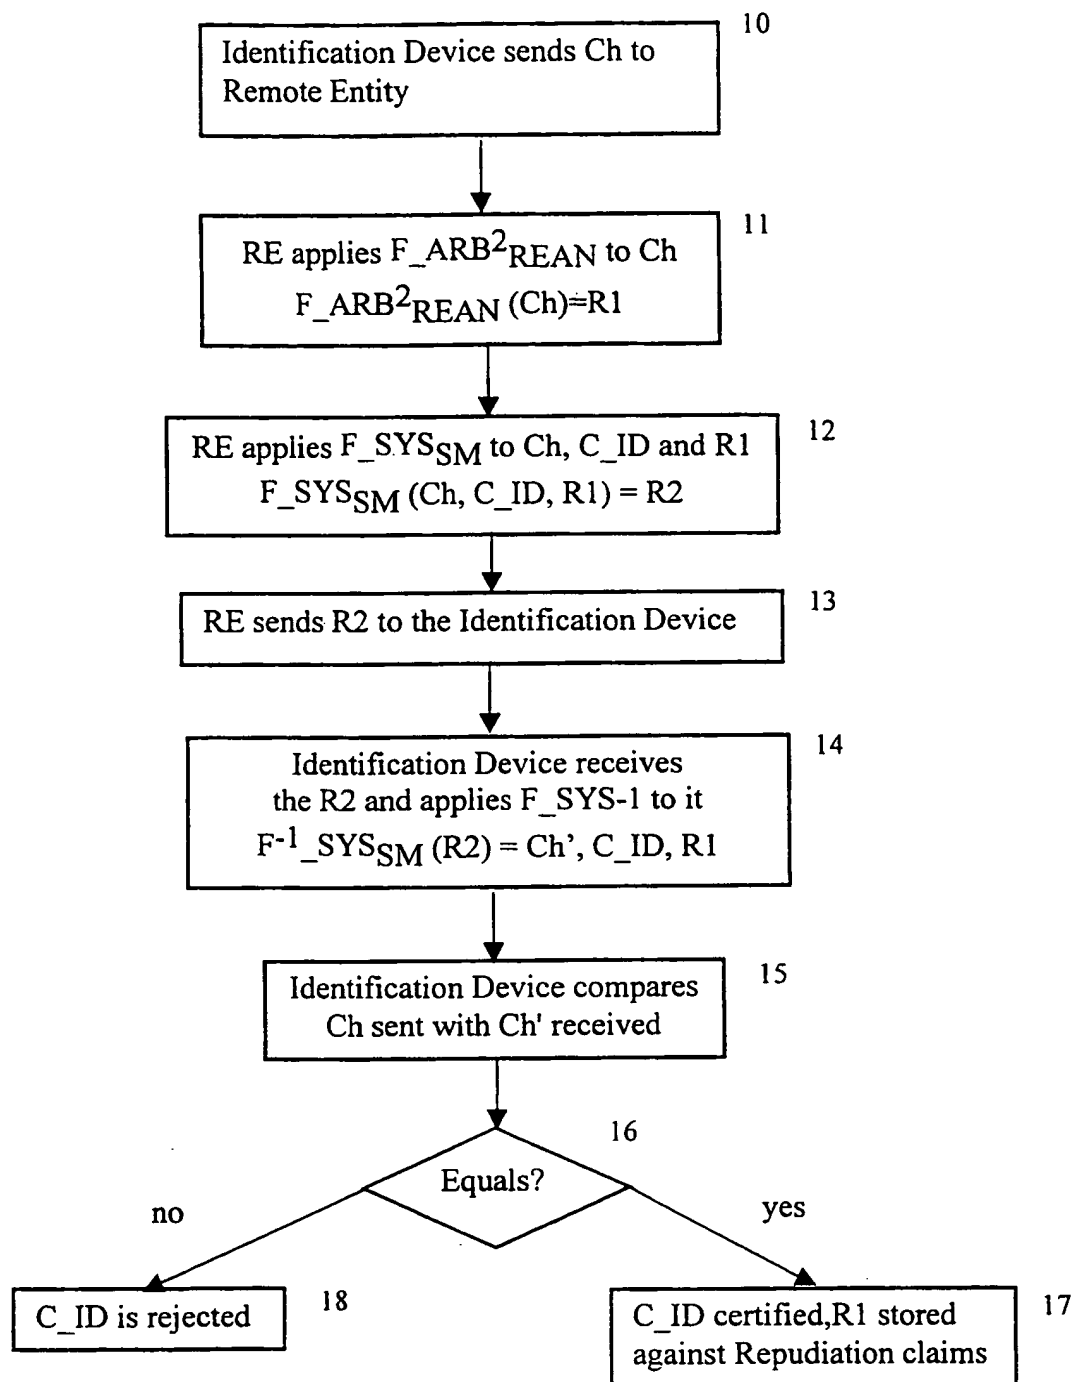 10
Identification Device sends Ch to
Remote Entity
11
RE applies F_ARB²REAN to Ch
F_ARB²REAN (Ch)=R1
12
RE applies F_SYSSM to Ch, C_ID and R1
F_SYSSM (Ch, C_ID, R1) = R2
13
RE sends R2 to the Identification Device
14
Identification Device receives
the R2 and applies F_SYS-1 to it
F⁻¹_SYSSM (R2) = Ch’, C_ID, R1
15
Identification Device compares
Ch sent with Ch' received
16
Equals?
no
yes
C_ID is rejected
18
C_ID certified,R1 stored
against Repudiation claims
17